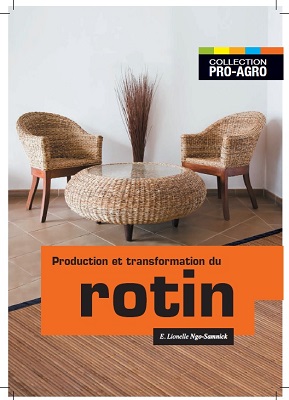 COLLECTION
PRO-AGRO
Production et transformation du
rotin
E. Lionelle Ngo-Samnick